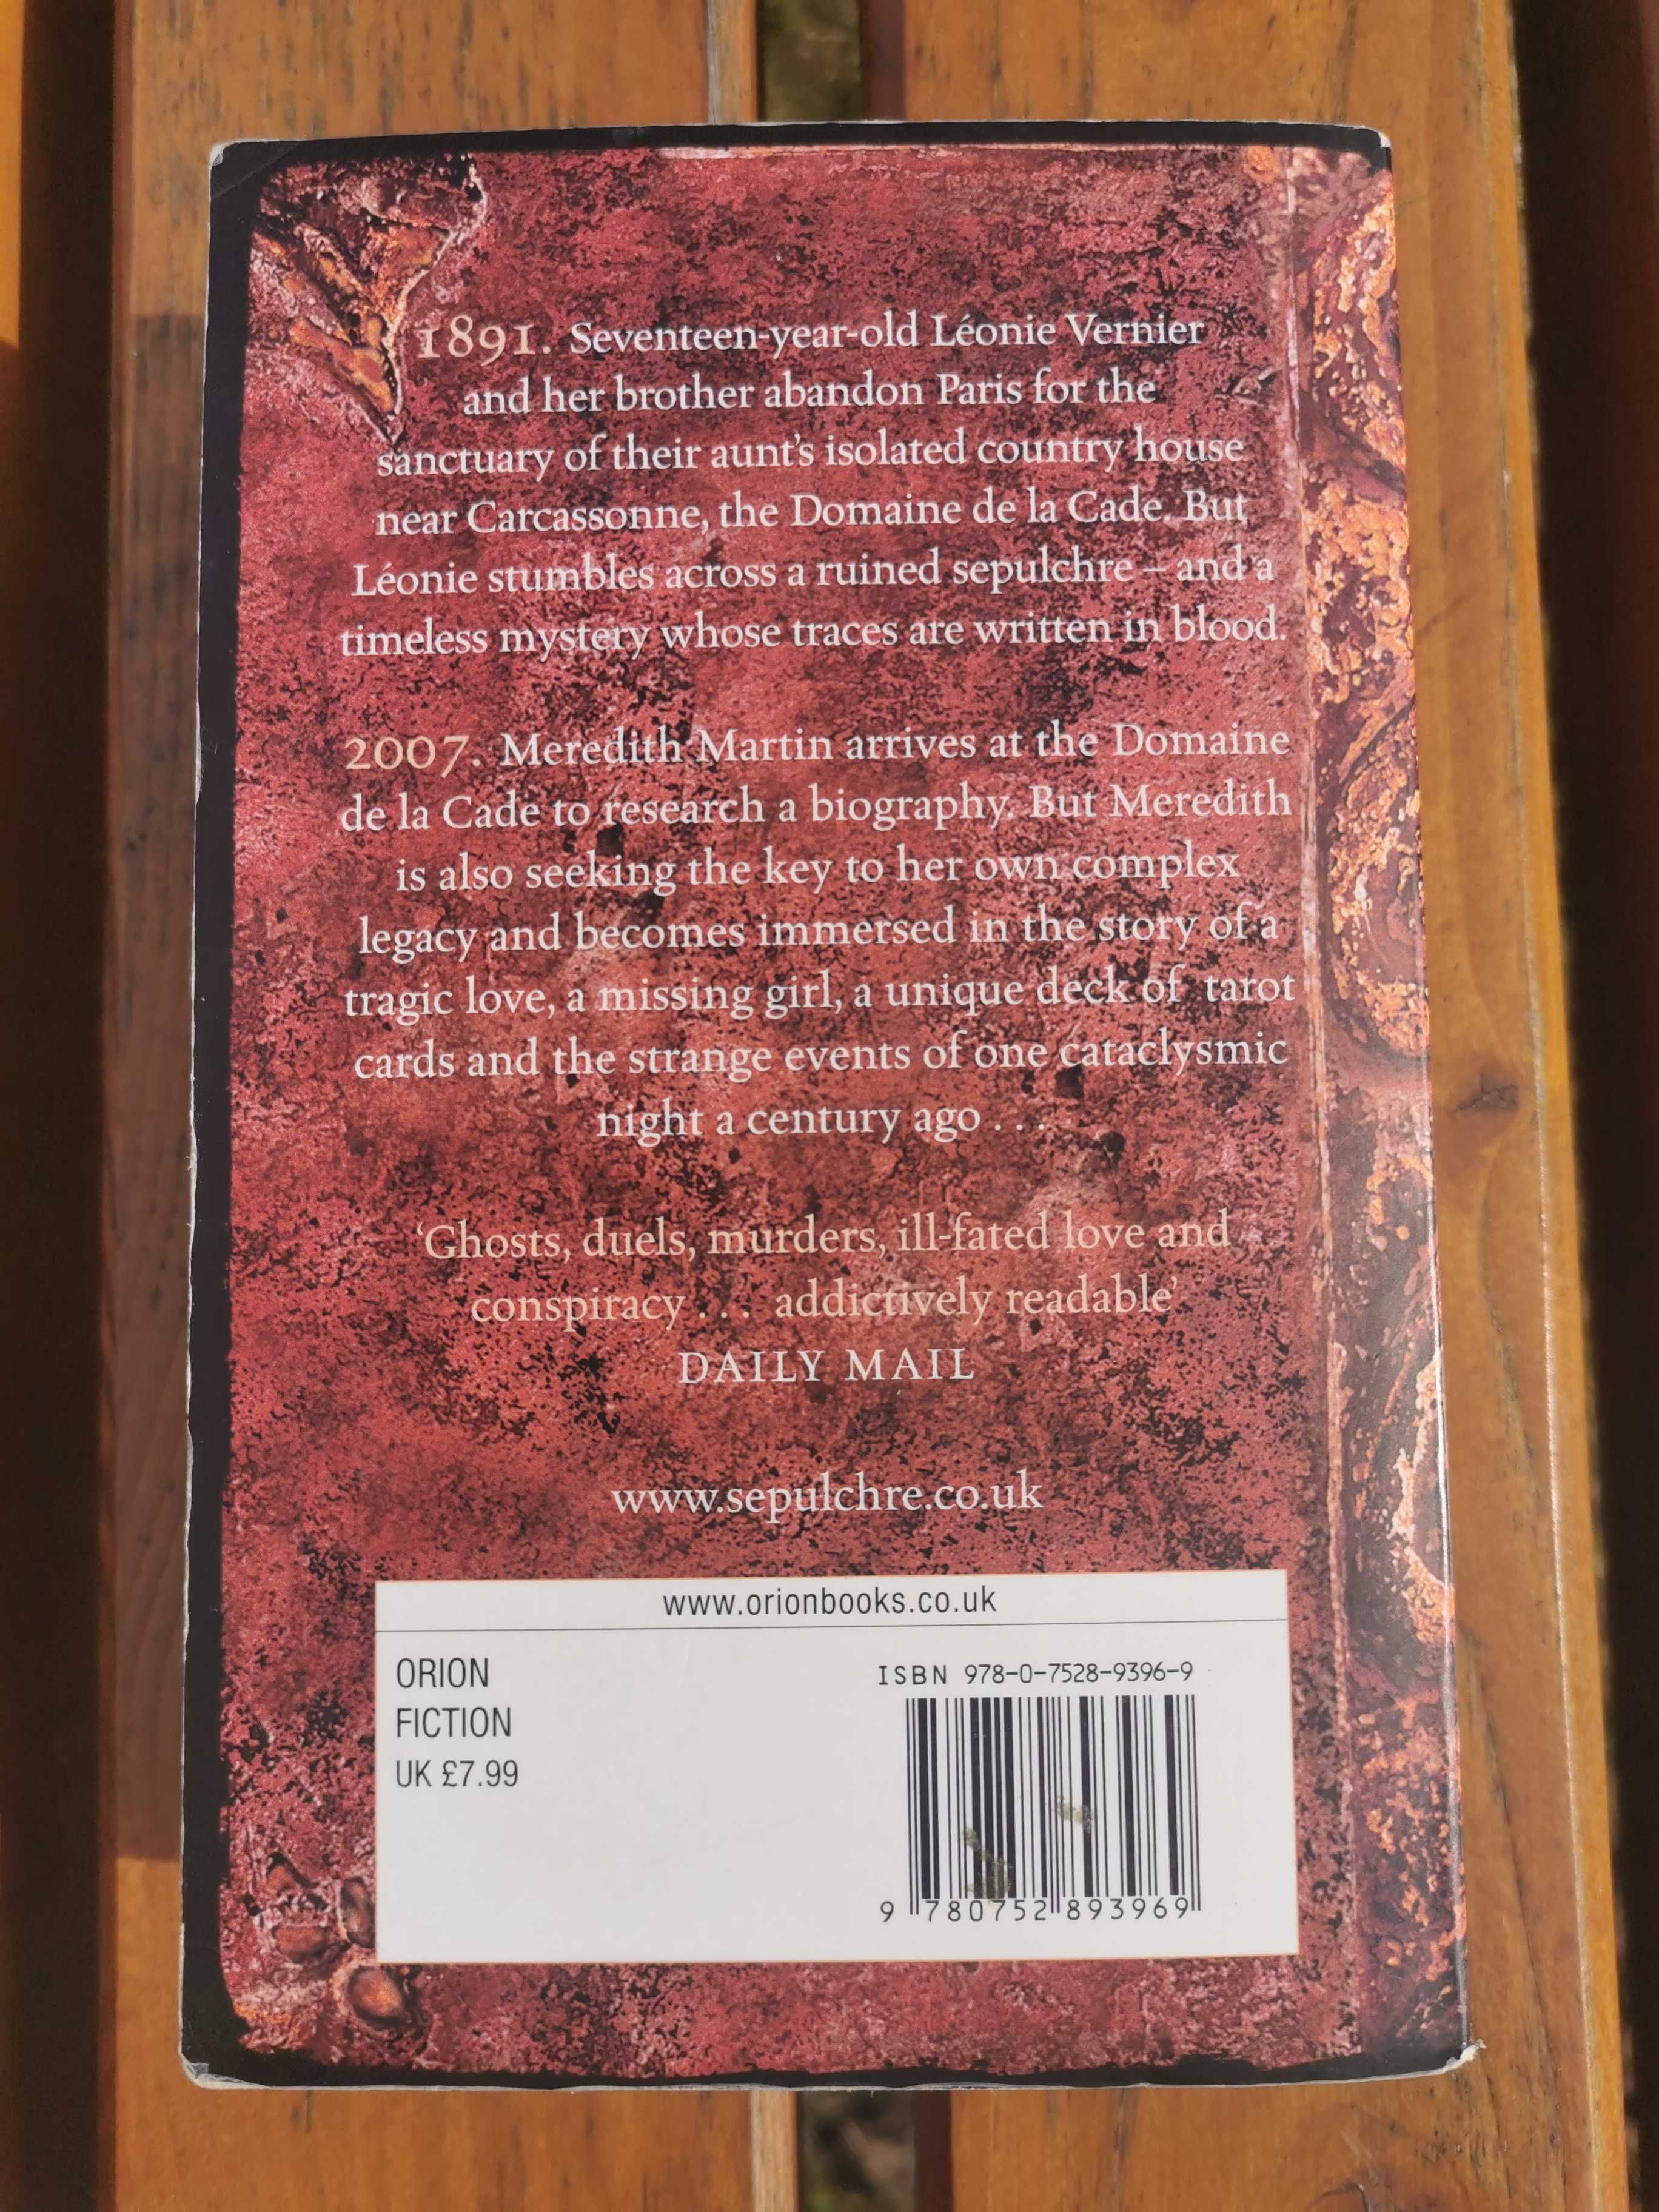 1891. Seventeen-year-old Léonie Vernier
and her brother abandon Paris for the
sanctuary of their aunt's isolated country house
near Carcassonne, the Domaine de la Cade. But
Léonie stumbles across a ruined sepulchre – and a
timeless mystery whose traces are written in blood.
2007. Meredith Martin arrives at the Domaine
de la Cade to research a biography. But Meredith
is also seeking the key to her own complex
legacy and becomes immersed in the story of a
tragic love, a missing girl, a unique deck of tarot
cards and the strange events of one cataclysmic
night a century ago . . .
'Ghosts, duels, murders, ill-fated love and
conspiracy . . . addictively readable'
DAILY MAIL
www.sepulchre.co.uk
www.orionbooks.co.uk
ORION
FICTION
UK £7.99
ISBN 978-0-7528-9396-9
9 780752 893969